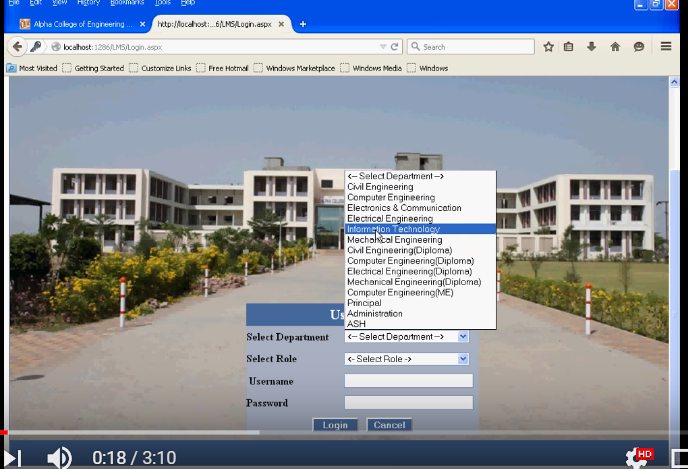 File Edit View History Bookmarks Tools Help
Alpha College of Engineering ... × http://localhost:...6/LMS/Login.aspx × +
localhost:1286/LMS/Login.aspx
Search
Most Visited Getting Started Customize Links Free Hotmail Windows Marketplace Windows Media Windows
<-- Select Department -->
Civil Engineering
Computer Engineering
Electronics & Communication
Electrical Engineering
Information Technology
Mechanical Engineering
Civil Engineering(Diploma)
Computer Engineering(Diploma)
Electrical Engineering(Diploma)
Mechanical Engineering(Diploma)
Computer Engineering(ME)
Principal
Administration
ASH
Select Department <-- Select Department -->
Select Role <- Select Role ->
Username
Password
Login Cancel
0:18 / 3:10 HD